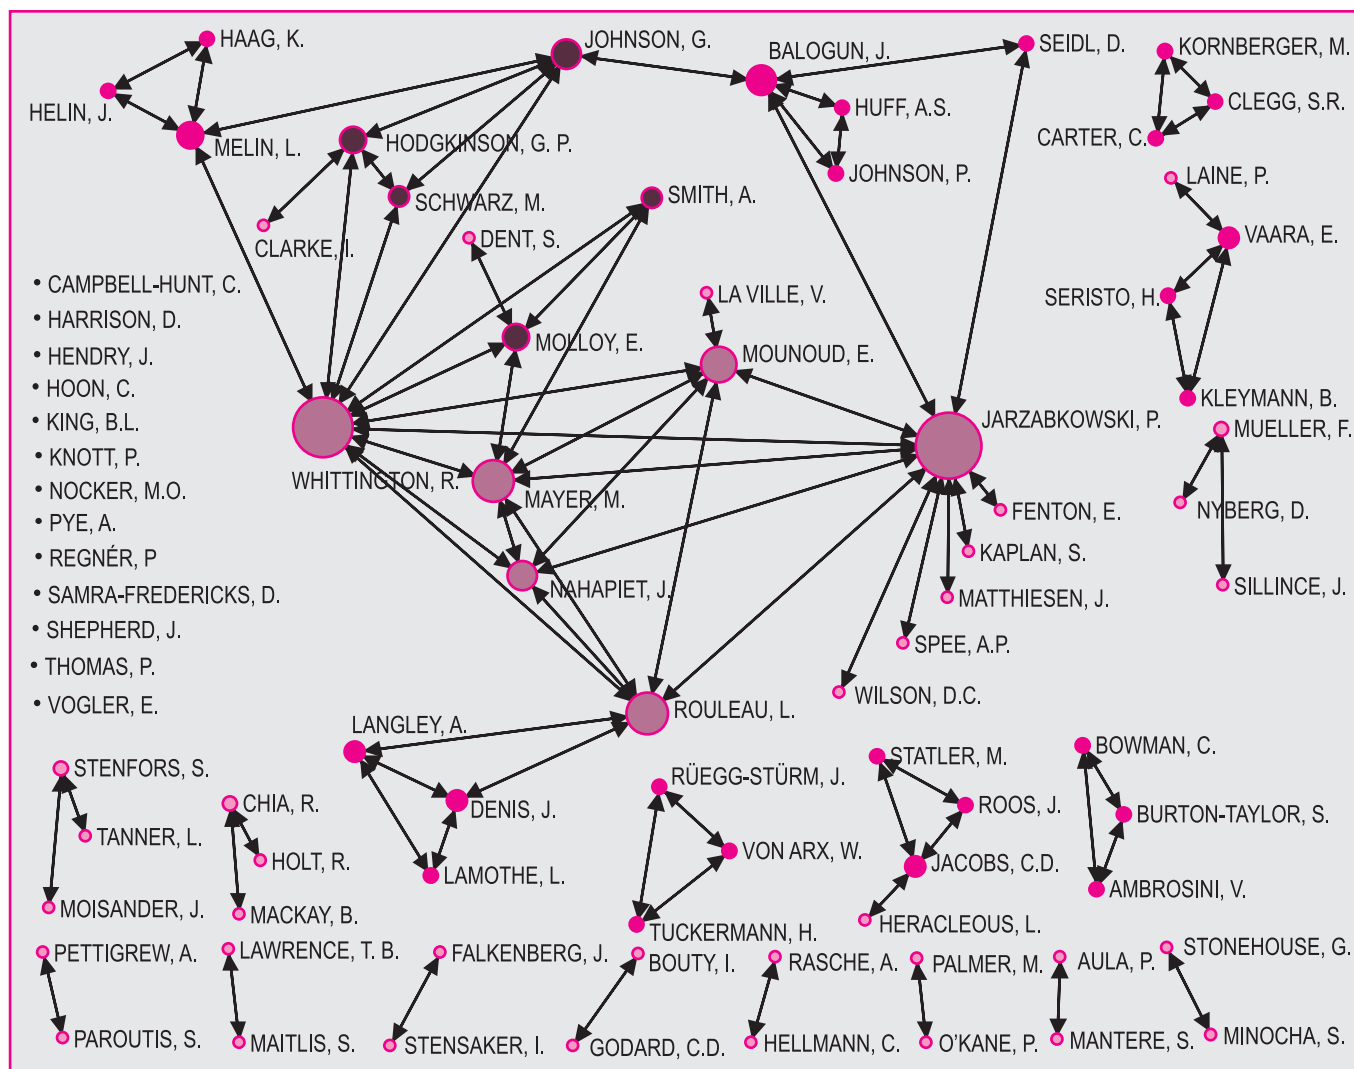 HAAG, K.
JOHNSON, G.
BALOGUN, J.
SEIDL, D.
KORNBERGER, M.
HELIN, J.
MELIN, L.
HODGKINSON, G. P.
HUFF, A.S.
CLEGG, S.R.
CARTER, C.
JOHNSON, P.
LAINE, P.
SCHWARZ, M.
SMITH, A.
CLARKE, I.
DENT, S.
VAARA, E.
• CAMPBELL-HUNT, C.
• HARRISON, D.
• HENDRY, J.
• HOON, C.
• KING, B.L.
• KNOTT, P.
• NOCKER, M.O.
• PYE, A.
• REGNÉR, P
• SAMRA-FREDERICKS, D.
• SHEPHERD, J.
• THOMAS, P.
• VOGLER, E.
LA VILLE, V.
SERISTO, H.
MOLLOY, E.
MOUNOUD, E.
KLEYMANN, B.
JARZABKOWSKI, P.
MUELLER, F.
WHITTINGTON, R.
MAYER, M.
FENTON, E.
NYBERG, D.
KAPLAN, S.
NAHAPIET, J.
MATTHIESEN, J.
SILLINCE, J.
SPEE, A.P.
WILSON, D.C.
ROULEAU, L.
LANGLEY, A.
STENFORS, S.
CHIA, R.
RÜEGG-STÜRM, J.
STATLER, M.
BOWMAN, C.
TANNER, L.
HOLT, R.
DENIS, J.
ROOS, J.
BURTON-TAYLOR, S.
VON ARX, W.
JACOBS, C.D.
LAMOTHE, L.
AMBROSINI, V.
MOISANDER, J.
MACKAY, B.
TUCKERMANN, H.
HERACLEOUS, L.
PETTIGREW, A.
LAWRENCE, T. B.
FALKENBERG, J.
BOUTY, I.
RASCHE, A.
PALMER, M.
AULA, P.
STONEHOUSE, G.
PAROUTIS, S.
MAITLIS, S.
STENSAKER, I.
GODARD, C.D.
HELLMANN, C.
O'KANE, P.
MANTERE, S.
MINOCHA, S.